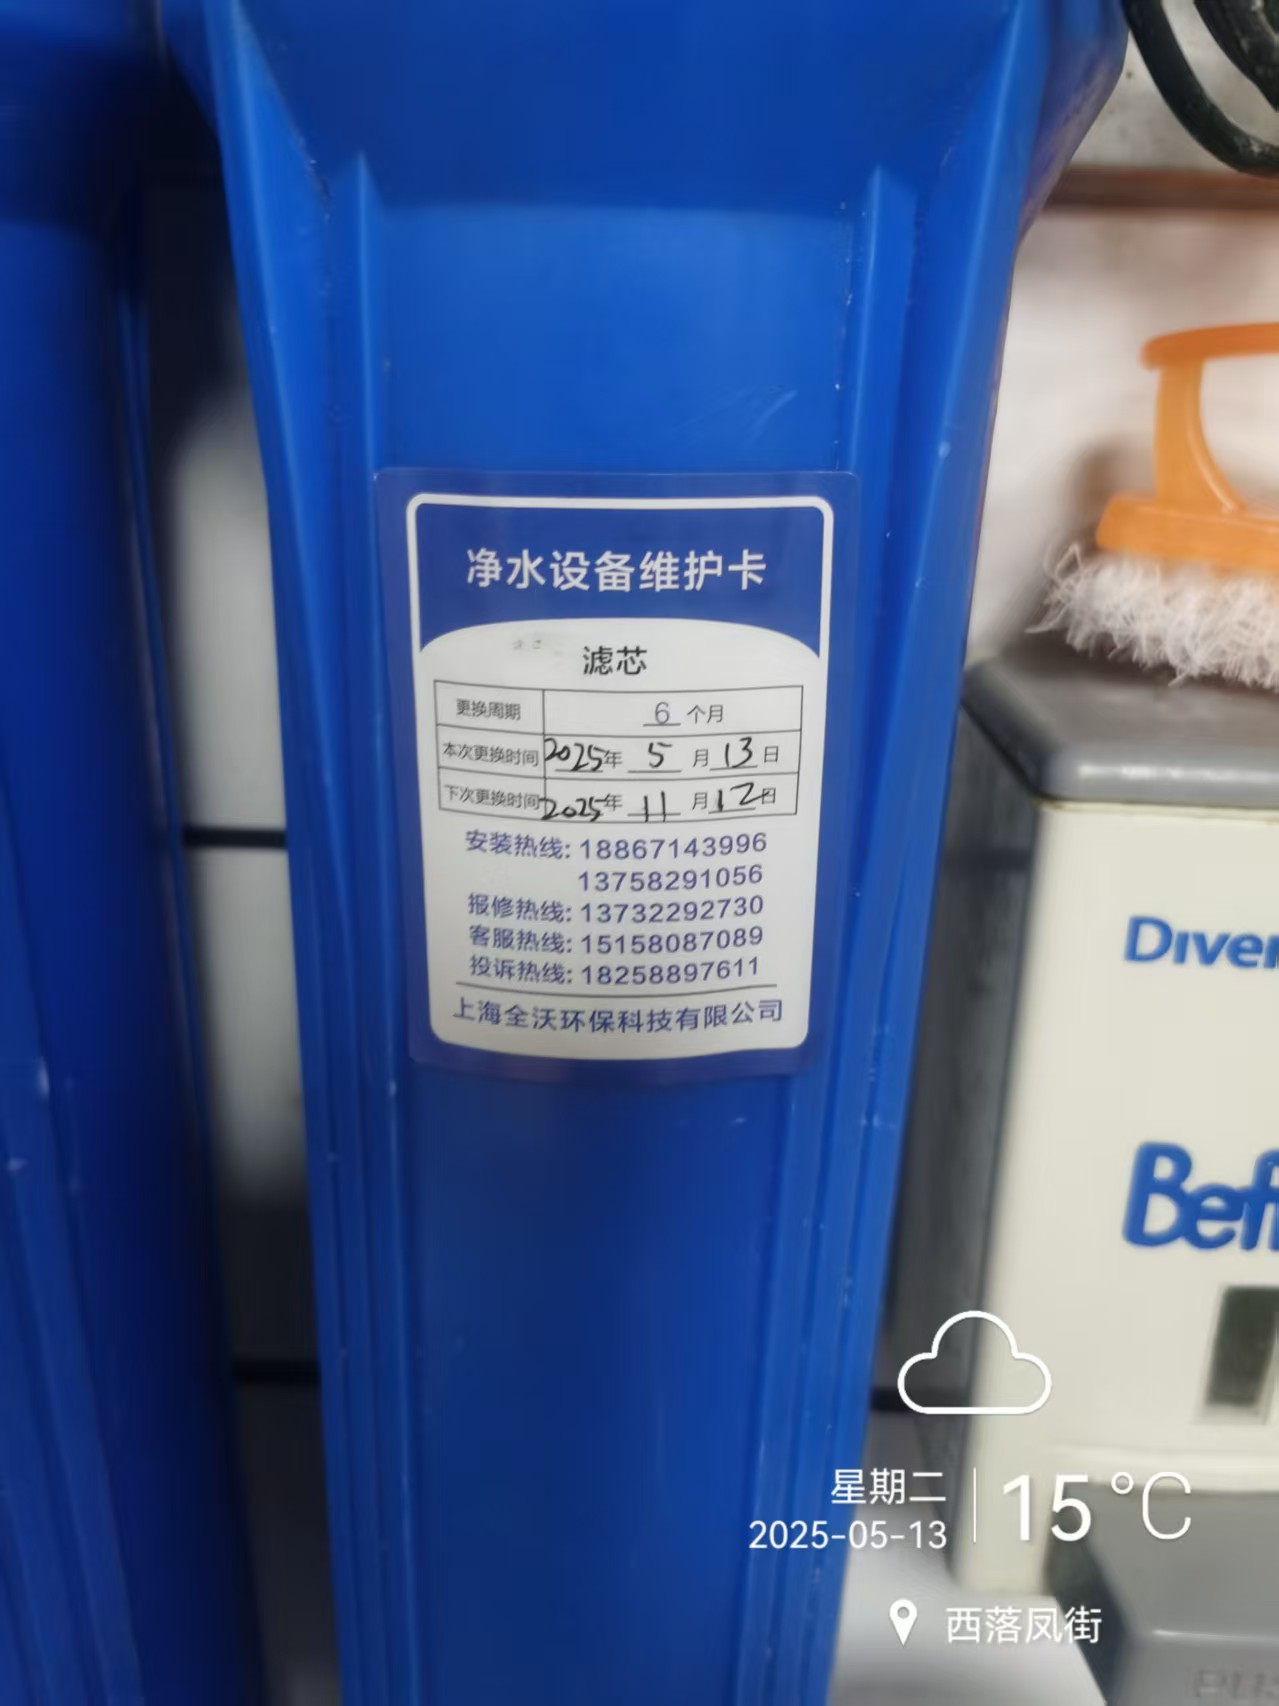 净水设备维护卡
滤芯
更换周期 6 个月
本次更换时间 2025年 5 月 13 日
下次更换时间 2025年 11 月 12日
安装热线: 18867143996
13758291056
报修热线: 13732292730
客服热线: 15158087089
投诉热线: 18258897611
上海全沃环保科技有限公司
Diver
Bef
星期二
2025-05-13
15°C
西落凤街